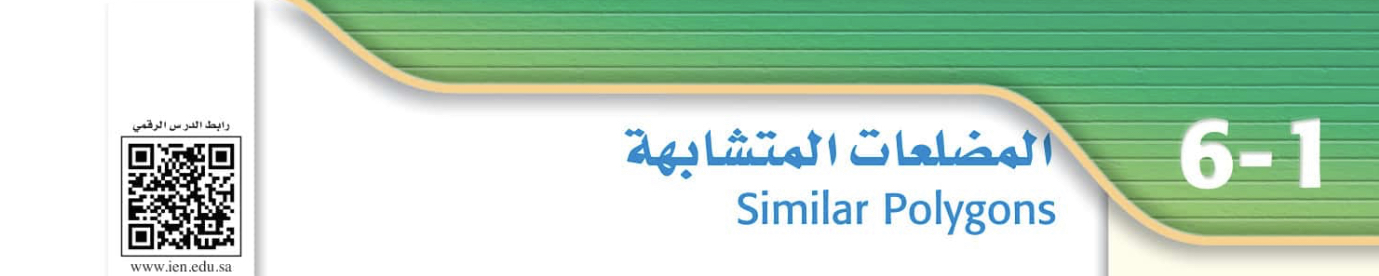 6-1
المضلعات المتشابهة
Similar Polygons
رابط الدرس الرقمي
www.ien.edu.sa